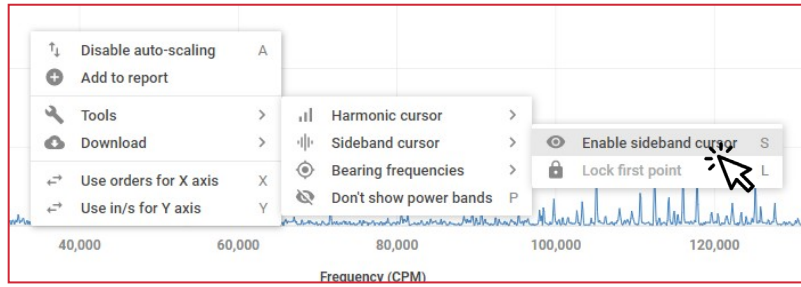 Disable auto-scaling A
Add to report
Tools
Download
Use orders for X axis X
Use in/s for Y axis Y
Harmonic cursor
Sideband cursor
Bearing frequencies
Don't show power bands P
Enable sideband cursor S
Lock first point L
40,000 60,000 80,000 100,000 120,000
Frequency (CPM)